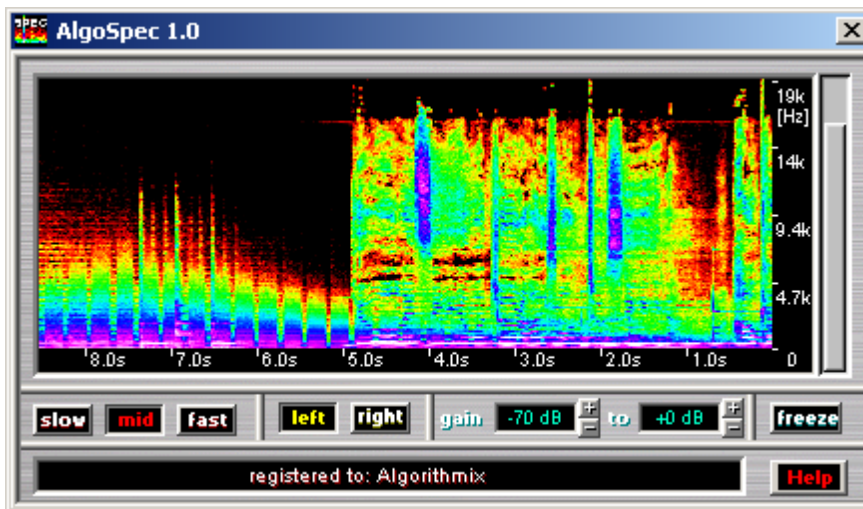 SPEC
AlgoSpec 1.0
19k
[Hz]
14k
9.4k
4.7k
8.0s 7.0s 6.0s 5.0s 4.0s 3.0s 2.0s 1.0s 0
slow mid fast left right gain -70 dB to +0 dB freeze
registered to: Algorithmix Help